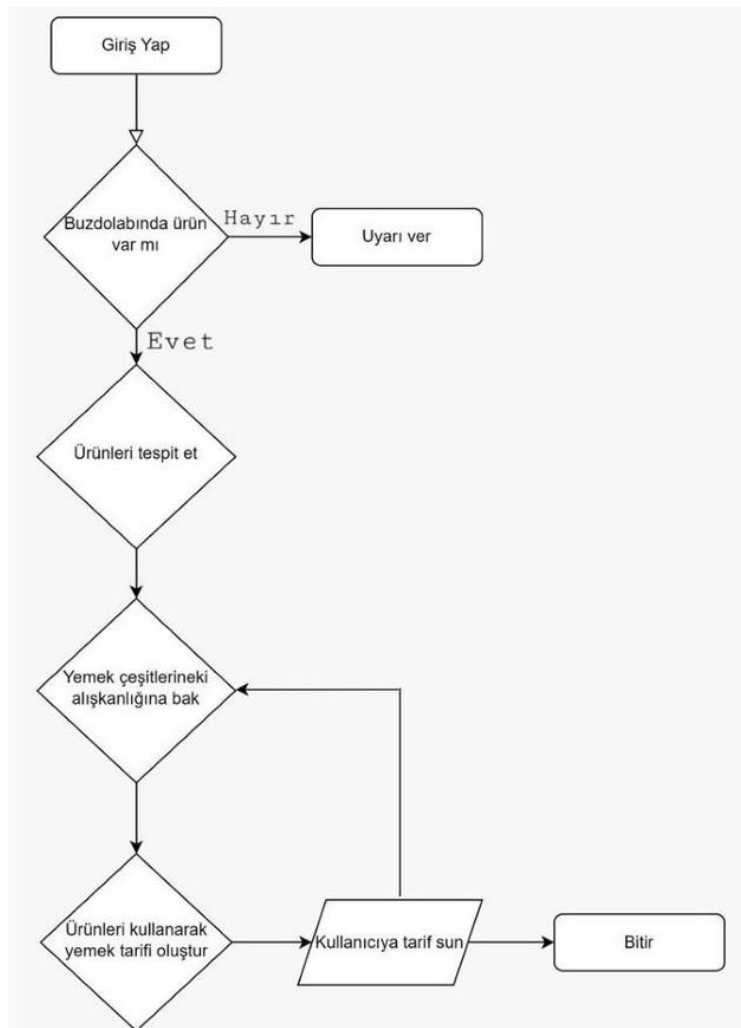 Giriş Yap
Buzdolabında ürün
var mı
Hayır
Uyarı ver
Evet
Ürünleri tespit et
Yemek çeşitlerineki
alışkanlığına bak
Ürünleri kullanarak
yemek tarifi oluştur
Kullanıcıya tarif sun
Bitir